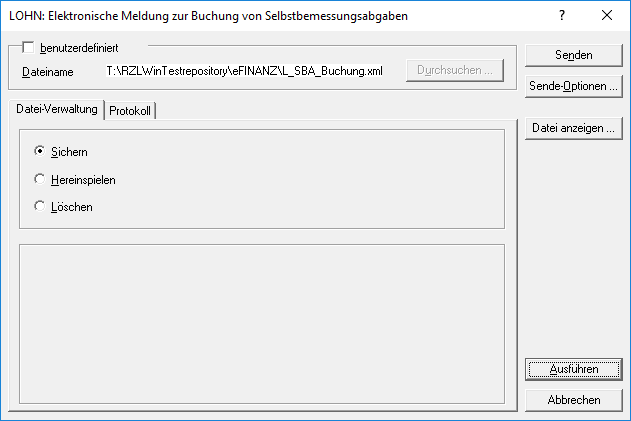 LOHN: Elektronische Meldung zur Buchung von Selbstbemessungsabgaben ?
benutzerdefiniert
Dateiname T:\RZLWinTestrepository\eFINANZ\L_SBA_Buchung.xml Durchsuchen ...
Senden
Sende-Optionen ...
Datei anzeigen ...
Datei-Verwaltung Protokoll
Sichern
Hereinspielen
Löschen
Ausführen
Abbrechen